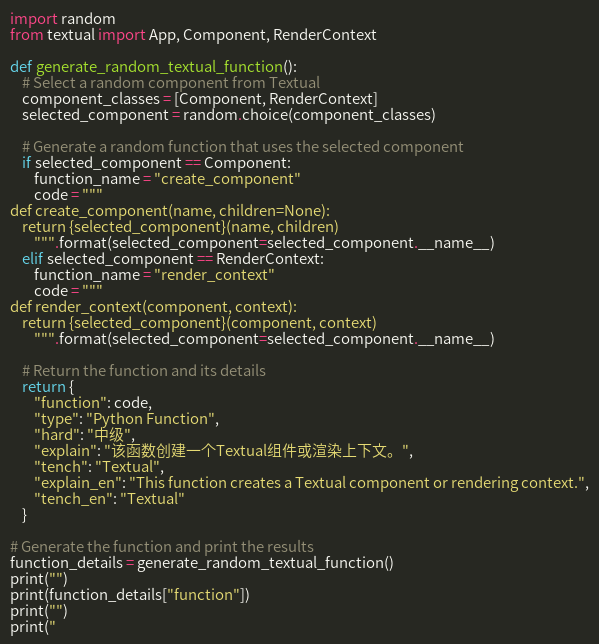 import random
from textual import App, Component, RenderContext

def generate_random_textual_function():
    # Select a random component from Textual
    component_classes = [Component, RenderContext]
    selected_component = random.choice(component_classes)

    # Generate a random function that uses the selected component
    if selected_component == Component:
        function_name = "create_component"
        code = """
def create_component(name, children=None):
    return {selected_component}(name, children)
        """.format(selected_component=selected_component.__name__)
    elif selected_component == RenderContext:
        function_name = "render_context"
        code = """
def render_context(component, context):
    return {selected_component}(component, context)
        """.format(selected_component=selected_component.__name__)

    # Return the function and its details
    return {
        "function": code,
        "type": "Python Function",
        "hard": "中级",
        "explain": "该函数创建一个Textual组件或渲染上下文。",
        "tench": "Textual",
        "explain_en": "This function creates a Textual component or rendering context.",
        "tench_en": "Textual"
    }

# Generate the function and print the results
function_details = generate_random_textual_function()
print("")
print(function_details["function"])
print("")
print("